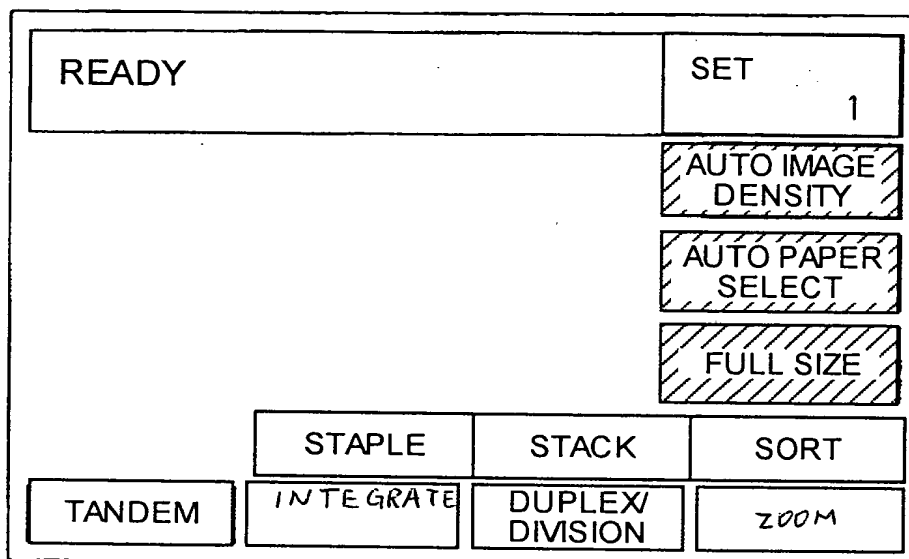 READY
SET
1
AUTO IMAGE
DENSITY
AUTO PAPER
SELECT
FULL SIZE
STAPLE
STACK
SORT
TANDEM
INTEGRATE
DUPLEX/
DIVISION
ZOOM